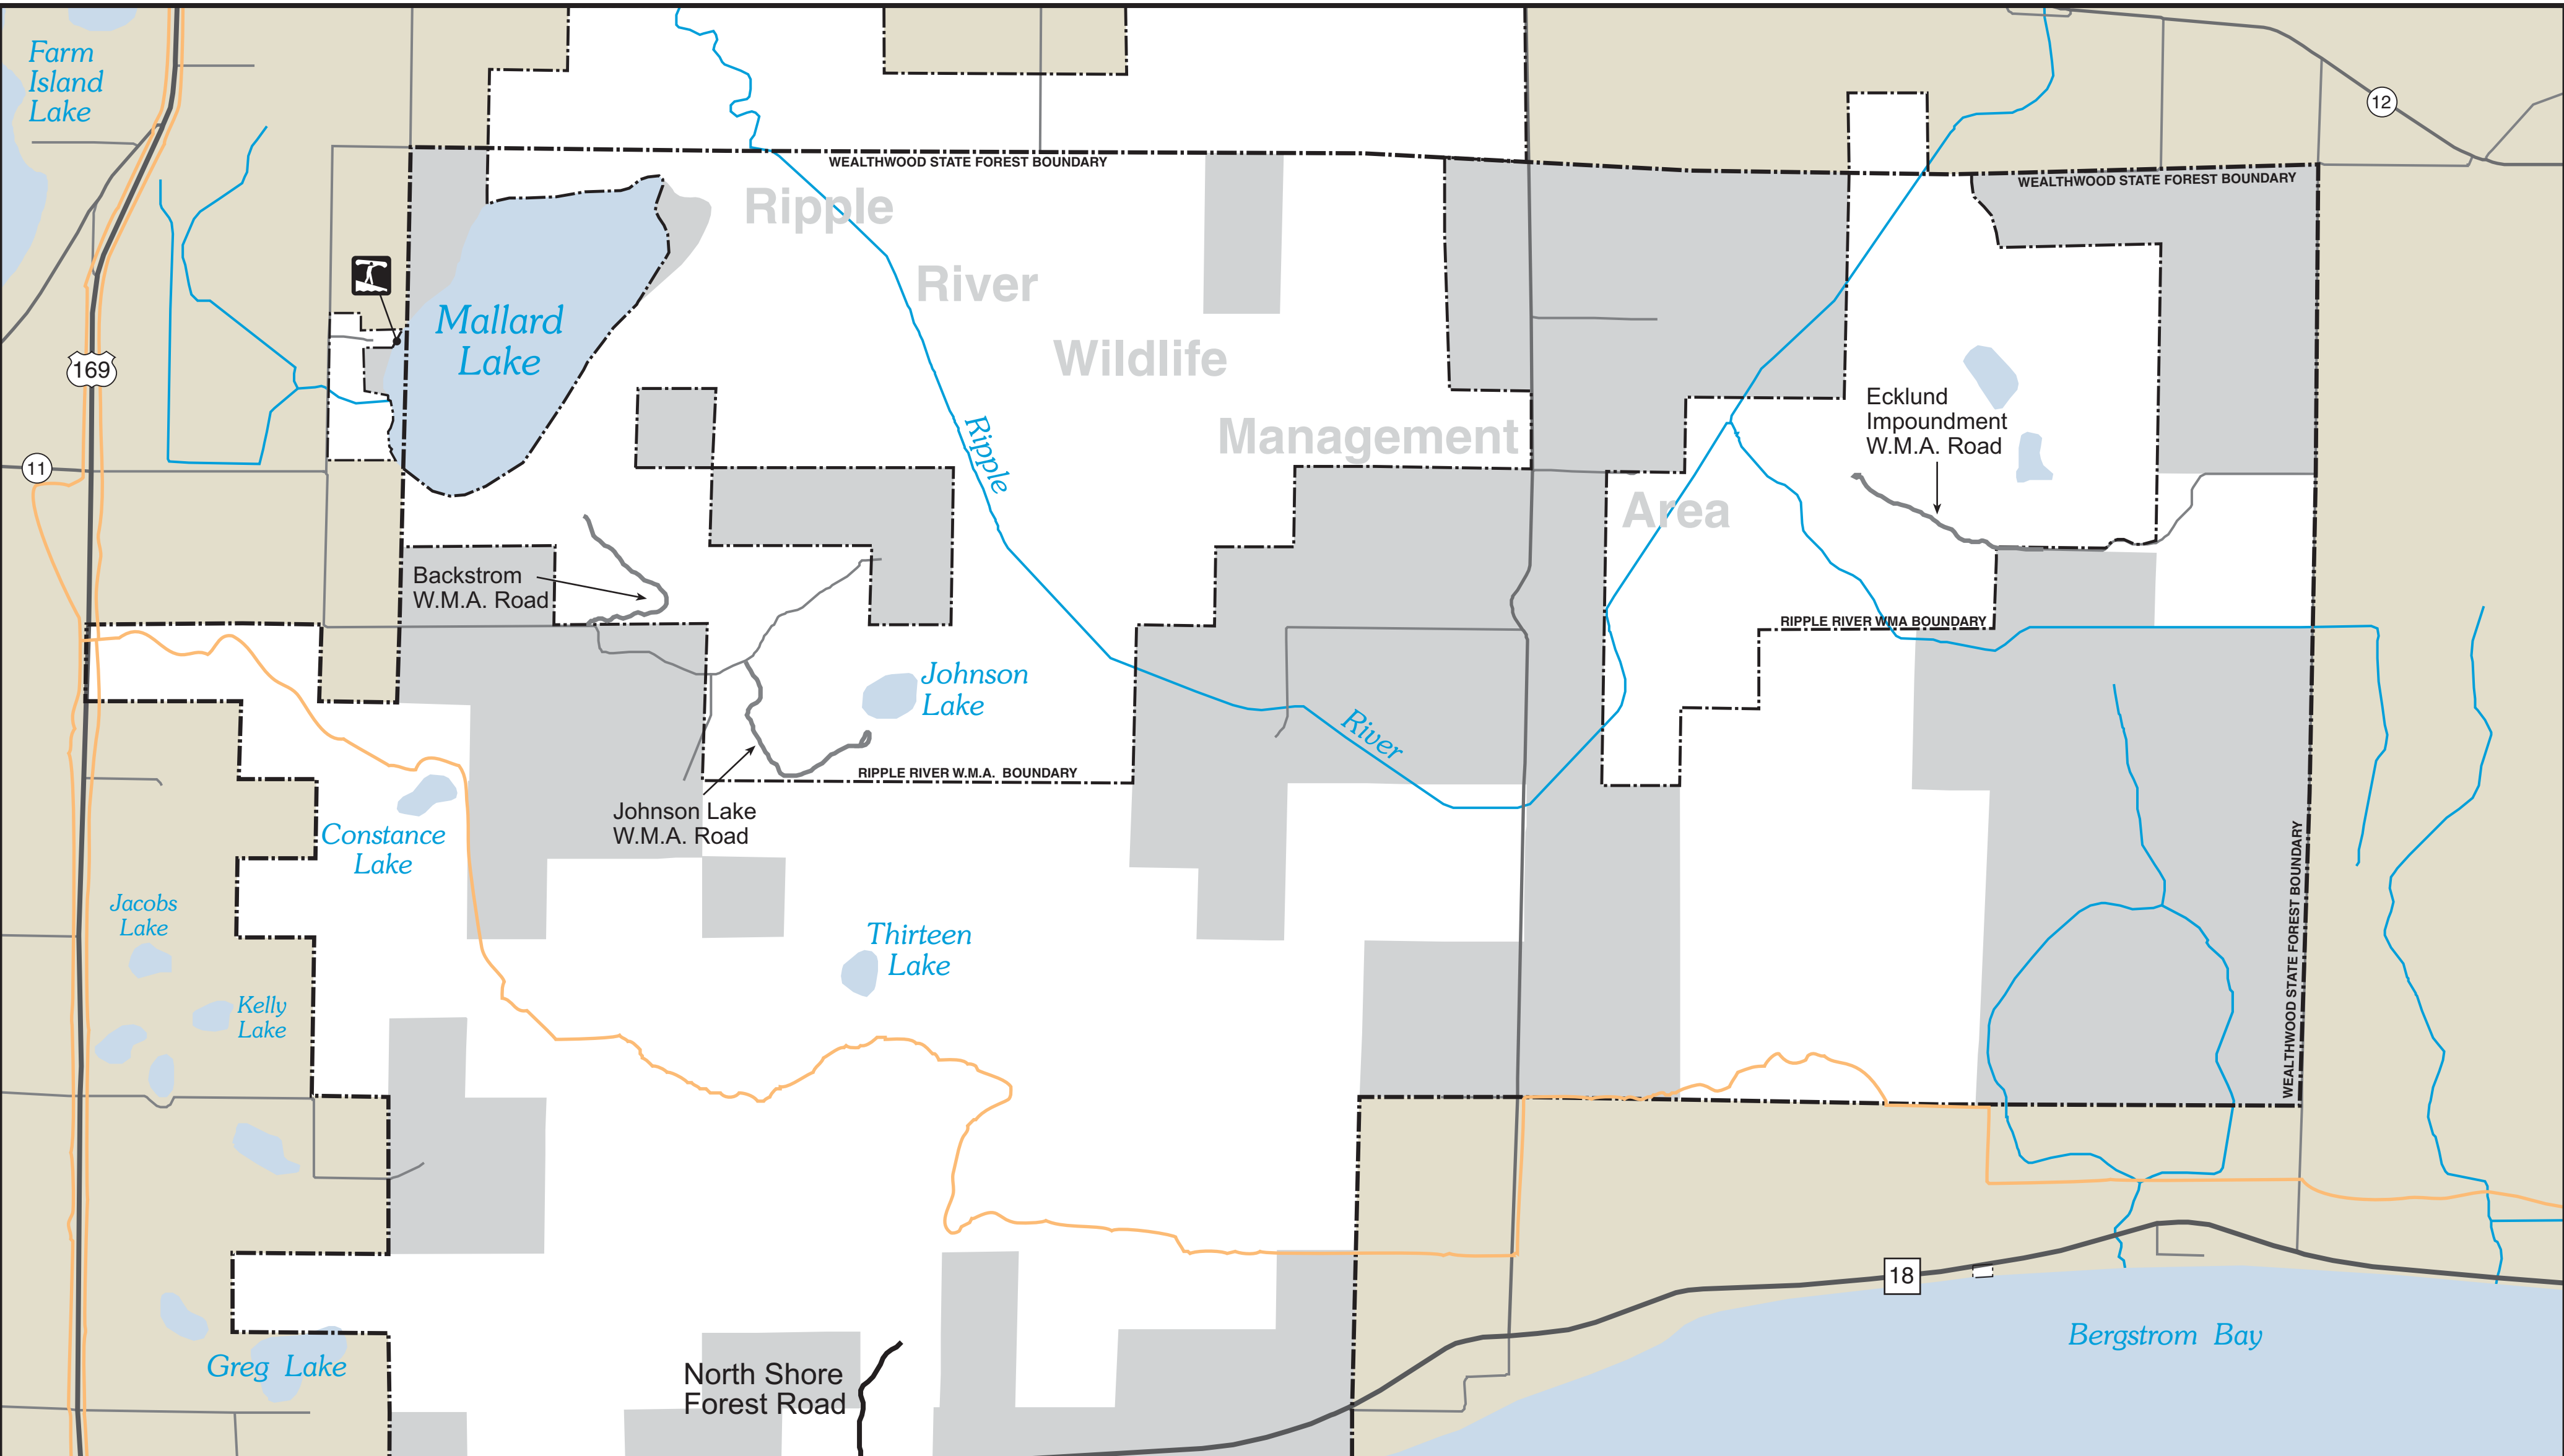 Farm
Island
Lake
12
WEALTHWOOD STATE FOREST BOUNDARY
WEALTHWOOD STATE FOREST BOUNDARY
Ripple
River
Wildlife
Management
Area
Mallard
Lake
169
11
Ripple
River
Ecklund
Impoundment
W.M.A. Road
Backstrom
W.M.A. Road
RIPPLE RIVER WMA BOUNDARY
Johnson
Lake
RIPPLE RIVER W.M.A. BOUNDARY
Johnson Lake
W.M.A. Road
Constance
Lake
Jacobs
Lake
Thirteen
Lake
Kelly
Lake
WEALTHWOOD STATE FOREST BOUNDARY
18
Bergstrom Bay
Greg Lake
North Shore
Forest Road